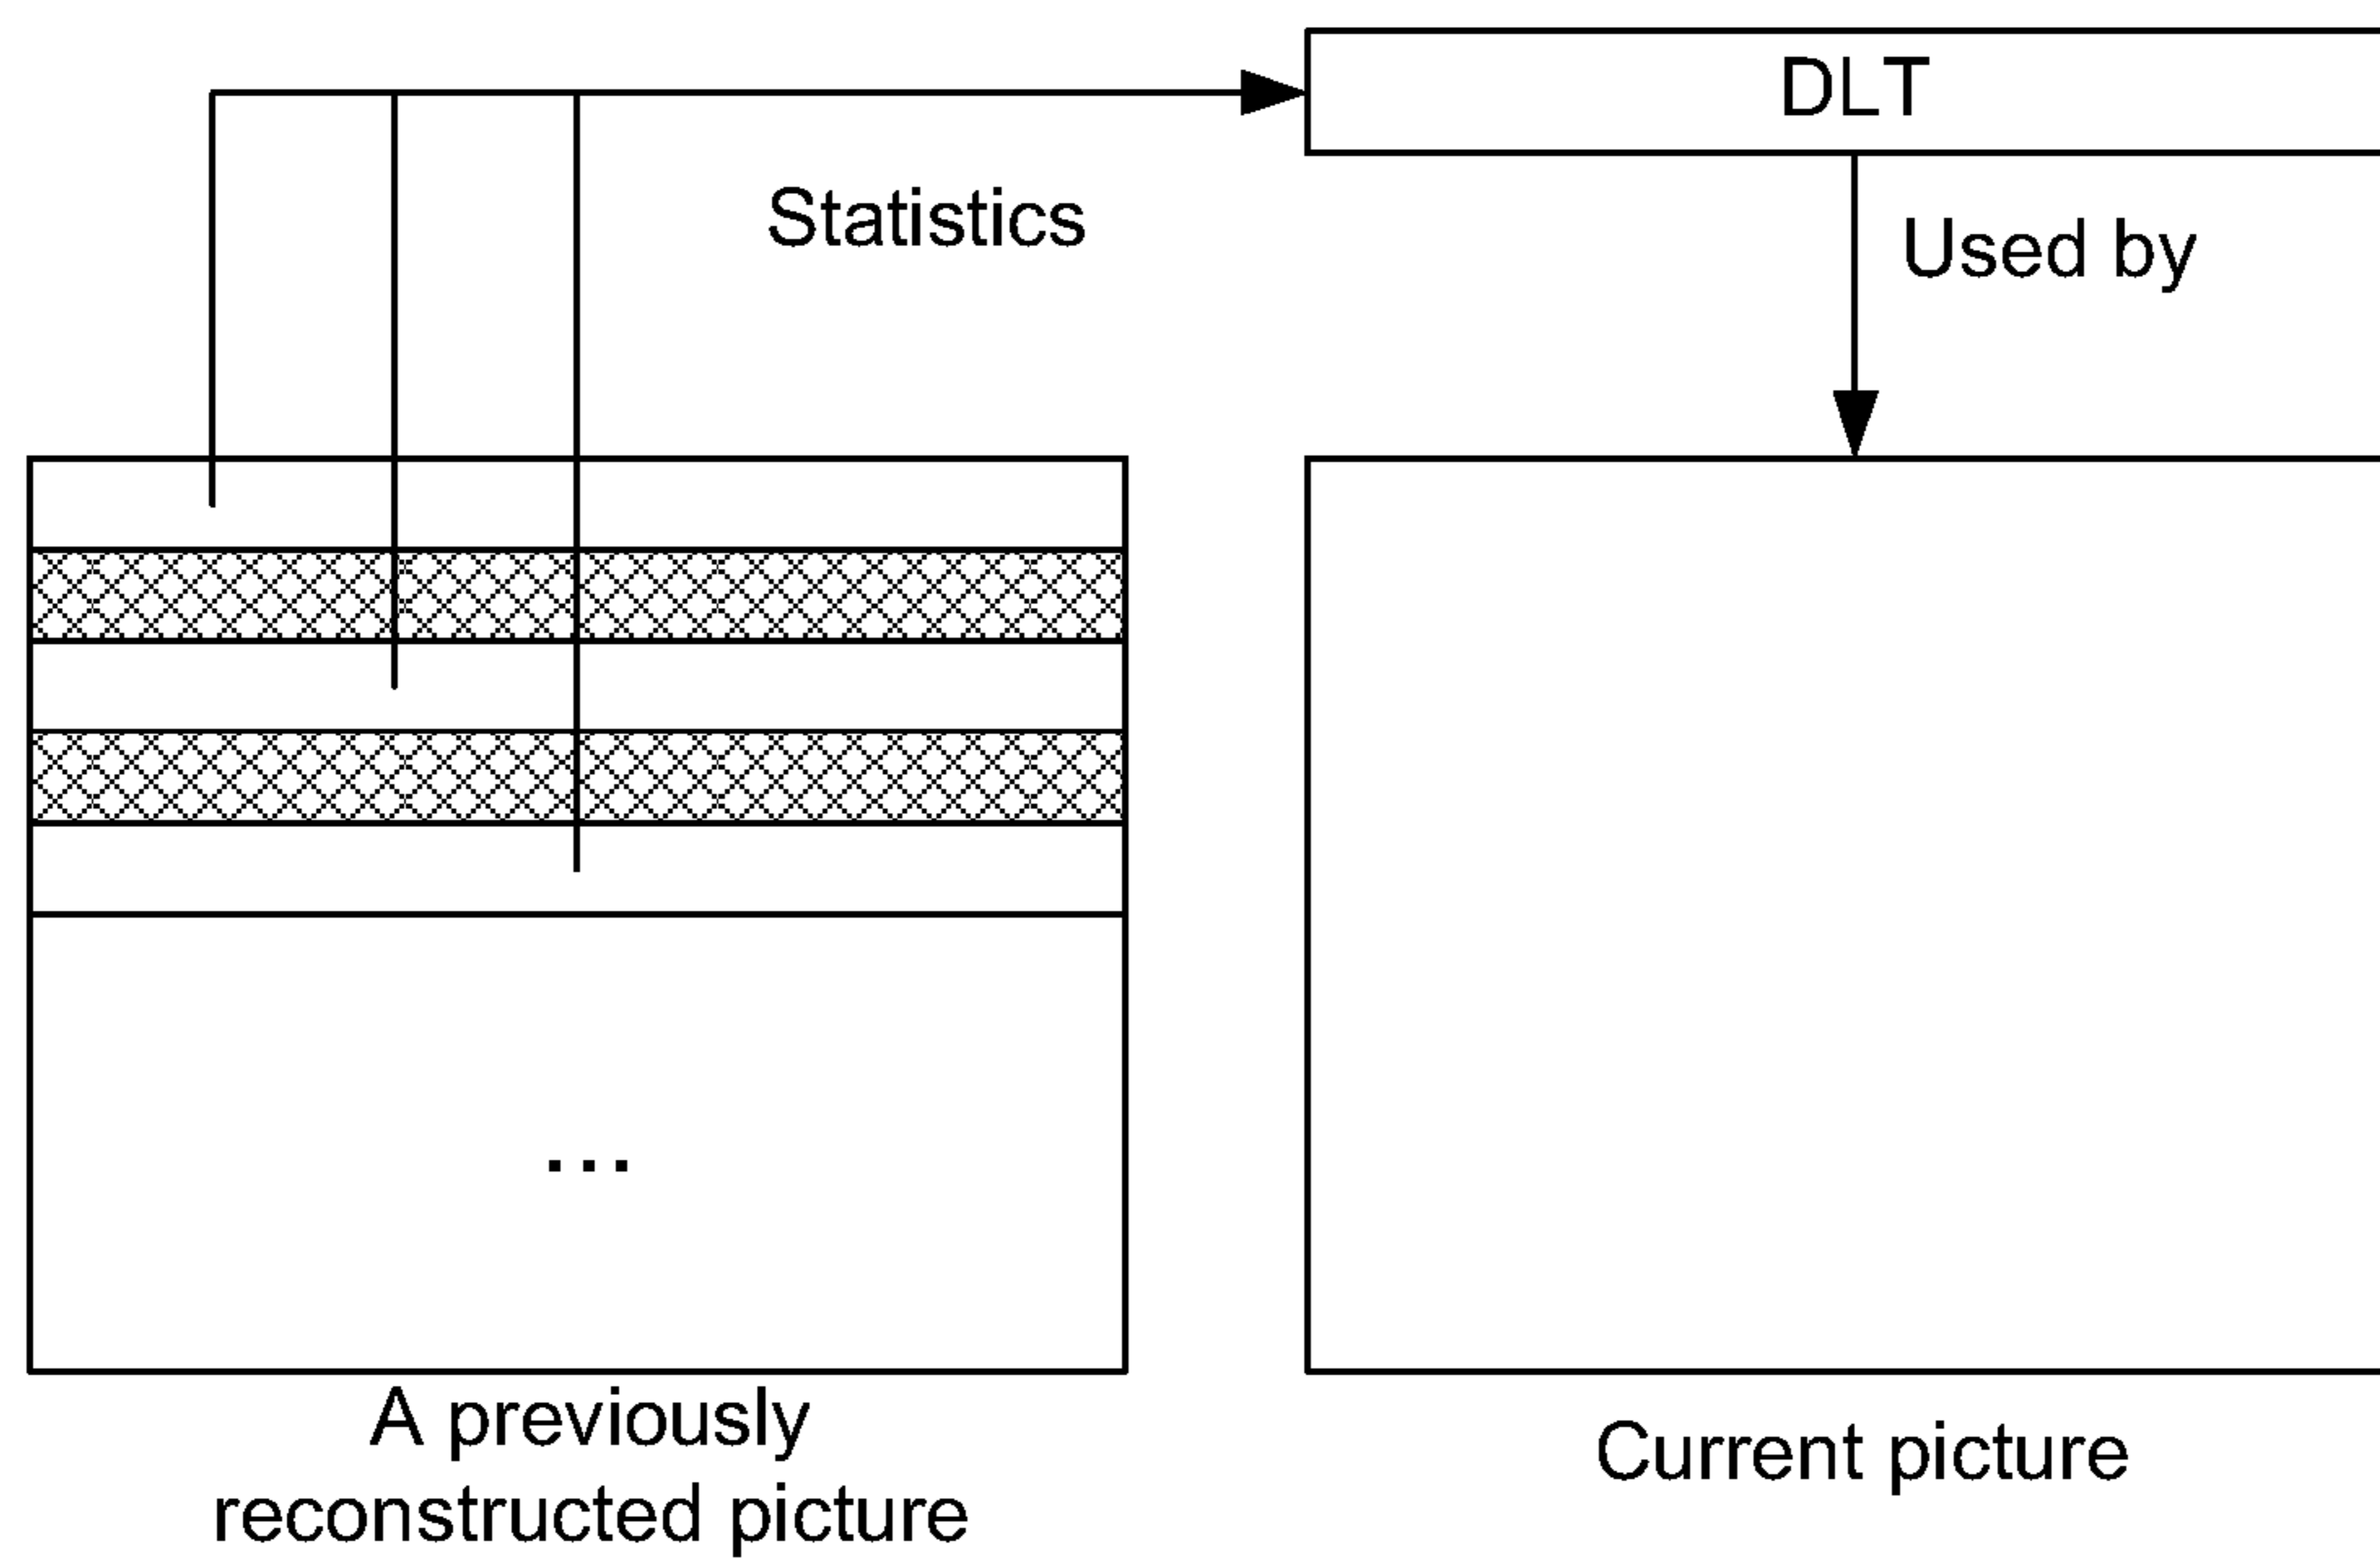 DLT
Statistics
Used by
...
A previously
reconstructed picture
Current picture